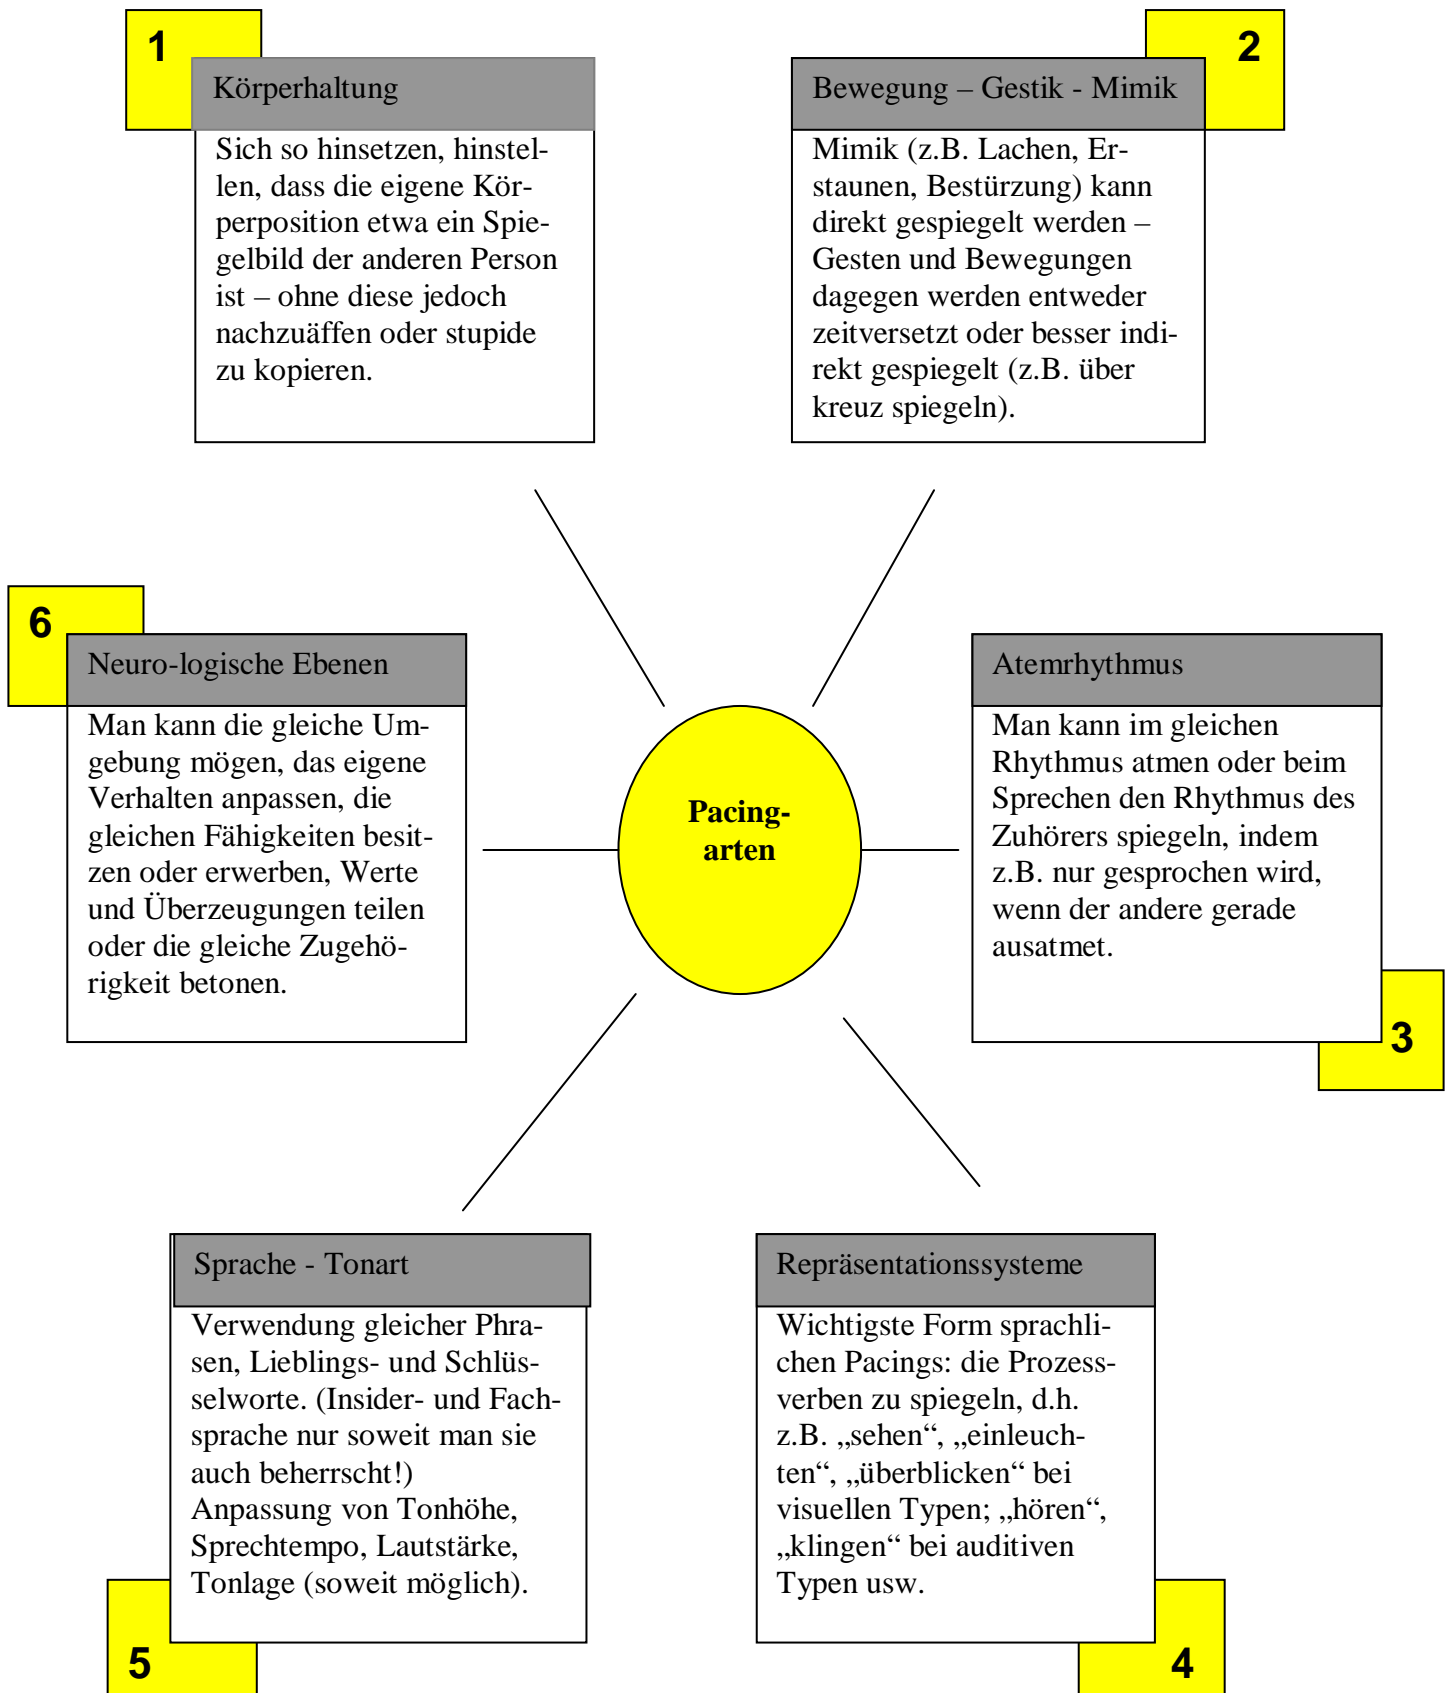 1
Körperhaltung
Sich so hinsetzen, hinstel-
len, dass die eigene Kör-
perposition etwa ein Spie-
gelbild der anderen Person
ist – ohne diese jedoch
nachzuäffen oder stupide
zu kopieren.
2
Bewegung – Gestik - Mimik
Mimik (z.B. Lachen, Er-
staunen, Bestürzung) kann
direkt gespiegelt werden –
Gesten und Bewegungen
dagegen werden entweder
zeitversetzt oder besser indi-
rekt gespiegelt (z.B. über
kreuz spiegeln).
6
Neuro-logische Ebenen
Man kann die gleiche Um-
gebung mögen, das eigene
Verhalten anpassen, die
gleichen Fähigkeiten besit-
zen oder erwerben, Werte
und Überzeugungen teilen
oder die gleiche Zugehö-
rigkeit betonen.
Pacing-
arten
Atemrhythmus
Man kann im gleichen
Rhythmus atmen oder beim
Sprechen den Rhythmus des
Zuhörers spiegeln, indem
z.B. nur gesprochen wird,
wenn der andere gerade
ausatmet.
3
Sprache - Tonart
Verwendung gleicher Phra-
sen, Lieblings- und Schlüs-
selworte. (Insider- und Fach-
sprache nur soweit man sie
auch beherrscht!)
Anpassung von Tonhöhe,
Sprechtempo, Lautstärke,
Tonlage (soweit möglich).
5
Repräsentationssysteme
Wichtigste Form sprachli-
chen Pacings: die Prozess-
verben zu spiegeln, d.h.
z.B. „sehen“, „einleuch-
ten“, „überblicken“ bei
visuellen Typen; „hören“,
„klingen“ bei auditiven
Typen usw.
4